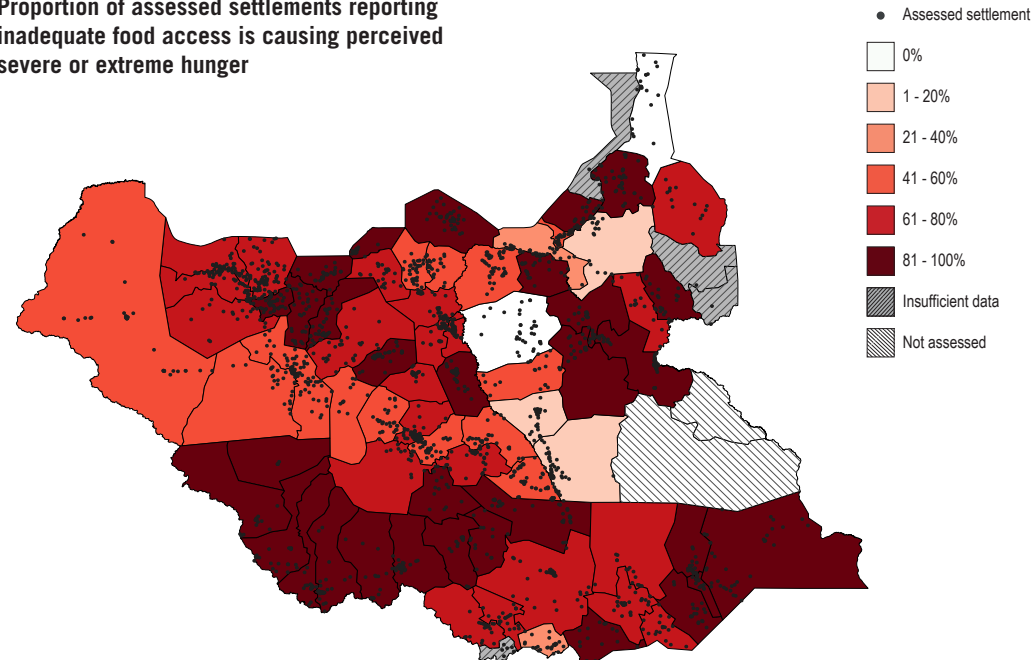 Proportion of assessed settlements reporting
inadequate food access is causing perceived
severe or extreme hunger
Assessed settlement
0%
1 - 20%
21 - 40%
41 - 60%
61 - 80%
81 - 100%
Insufficient data
Not assessed